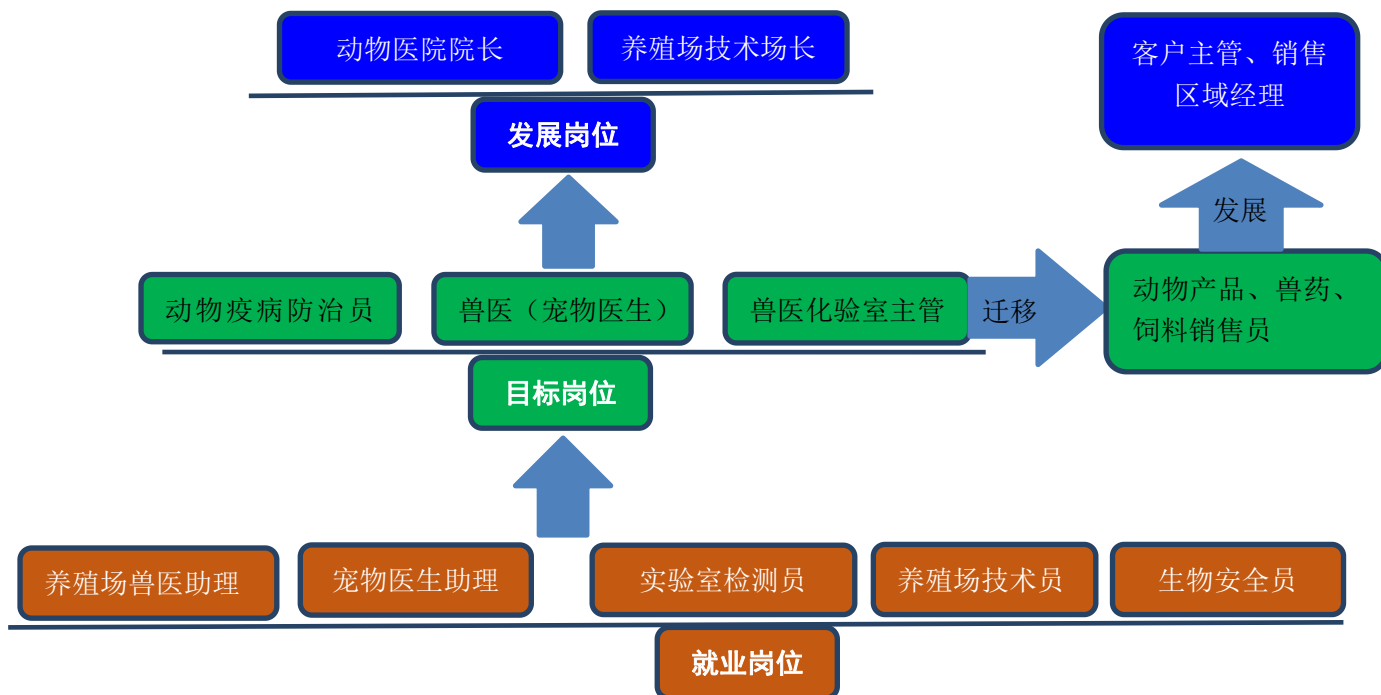 动物医院院长
养殖场技术场长
客户主管、销售
区域经理
发展岗位
发展
动物疫病防治员
兽医（宠物医生）
兽医化验室主管
迁移
动物产品、兽药、
饲料销售员
目标岗位
养殖场兽医助理
宠物医生助理
实验室检测员
养殖场技术员
生物安全员
就业岗位